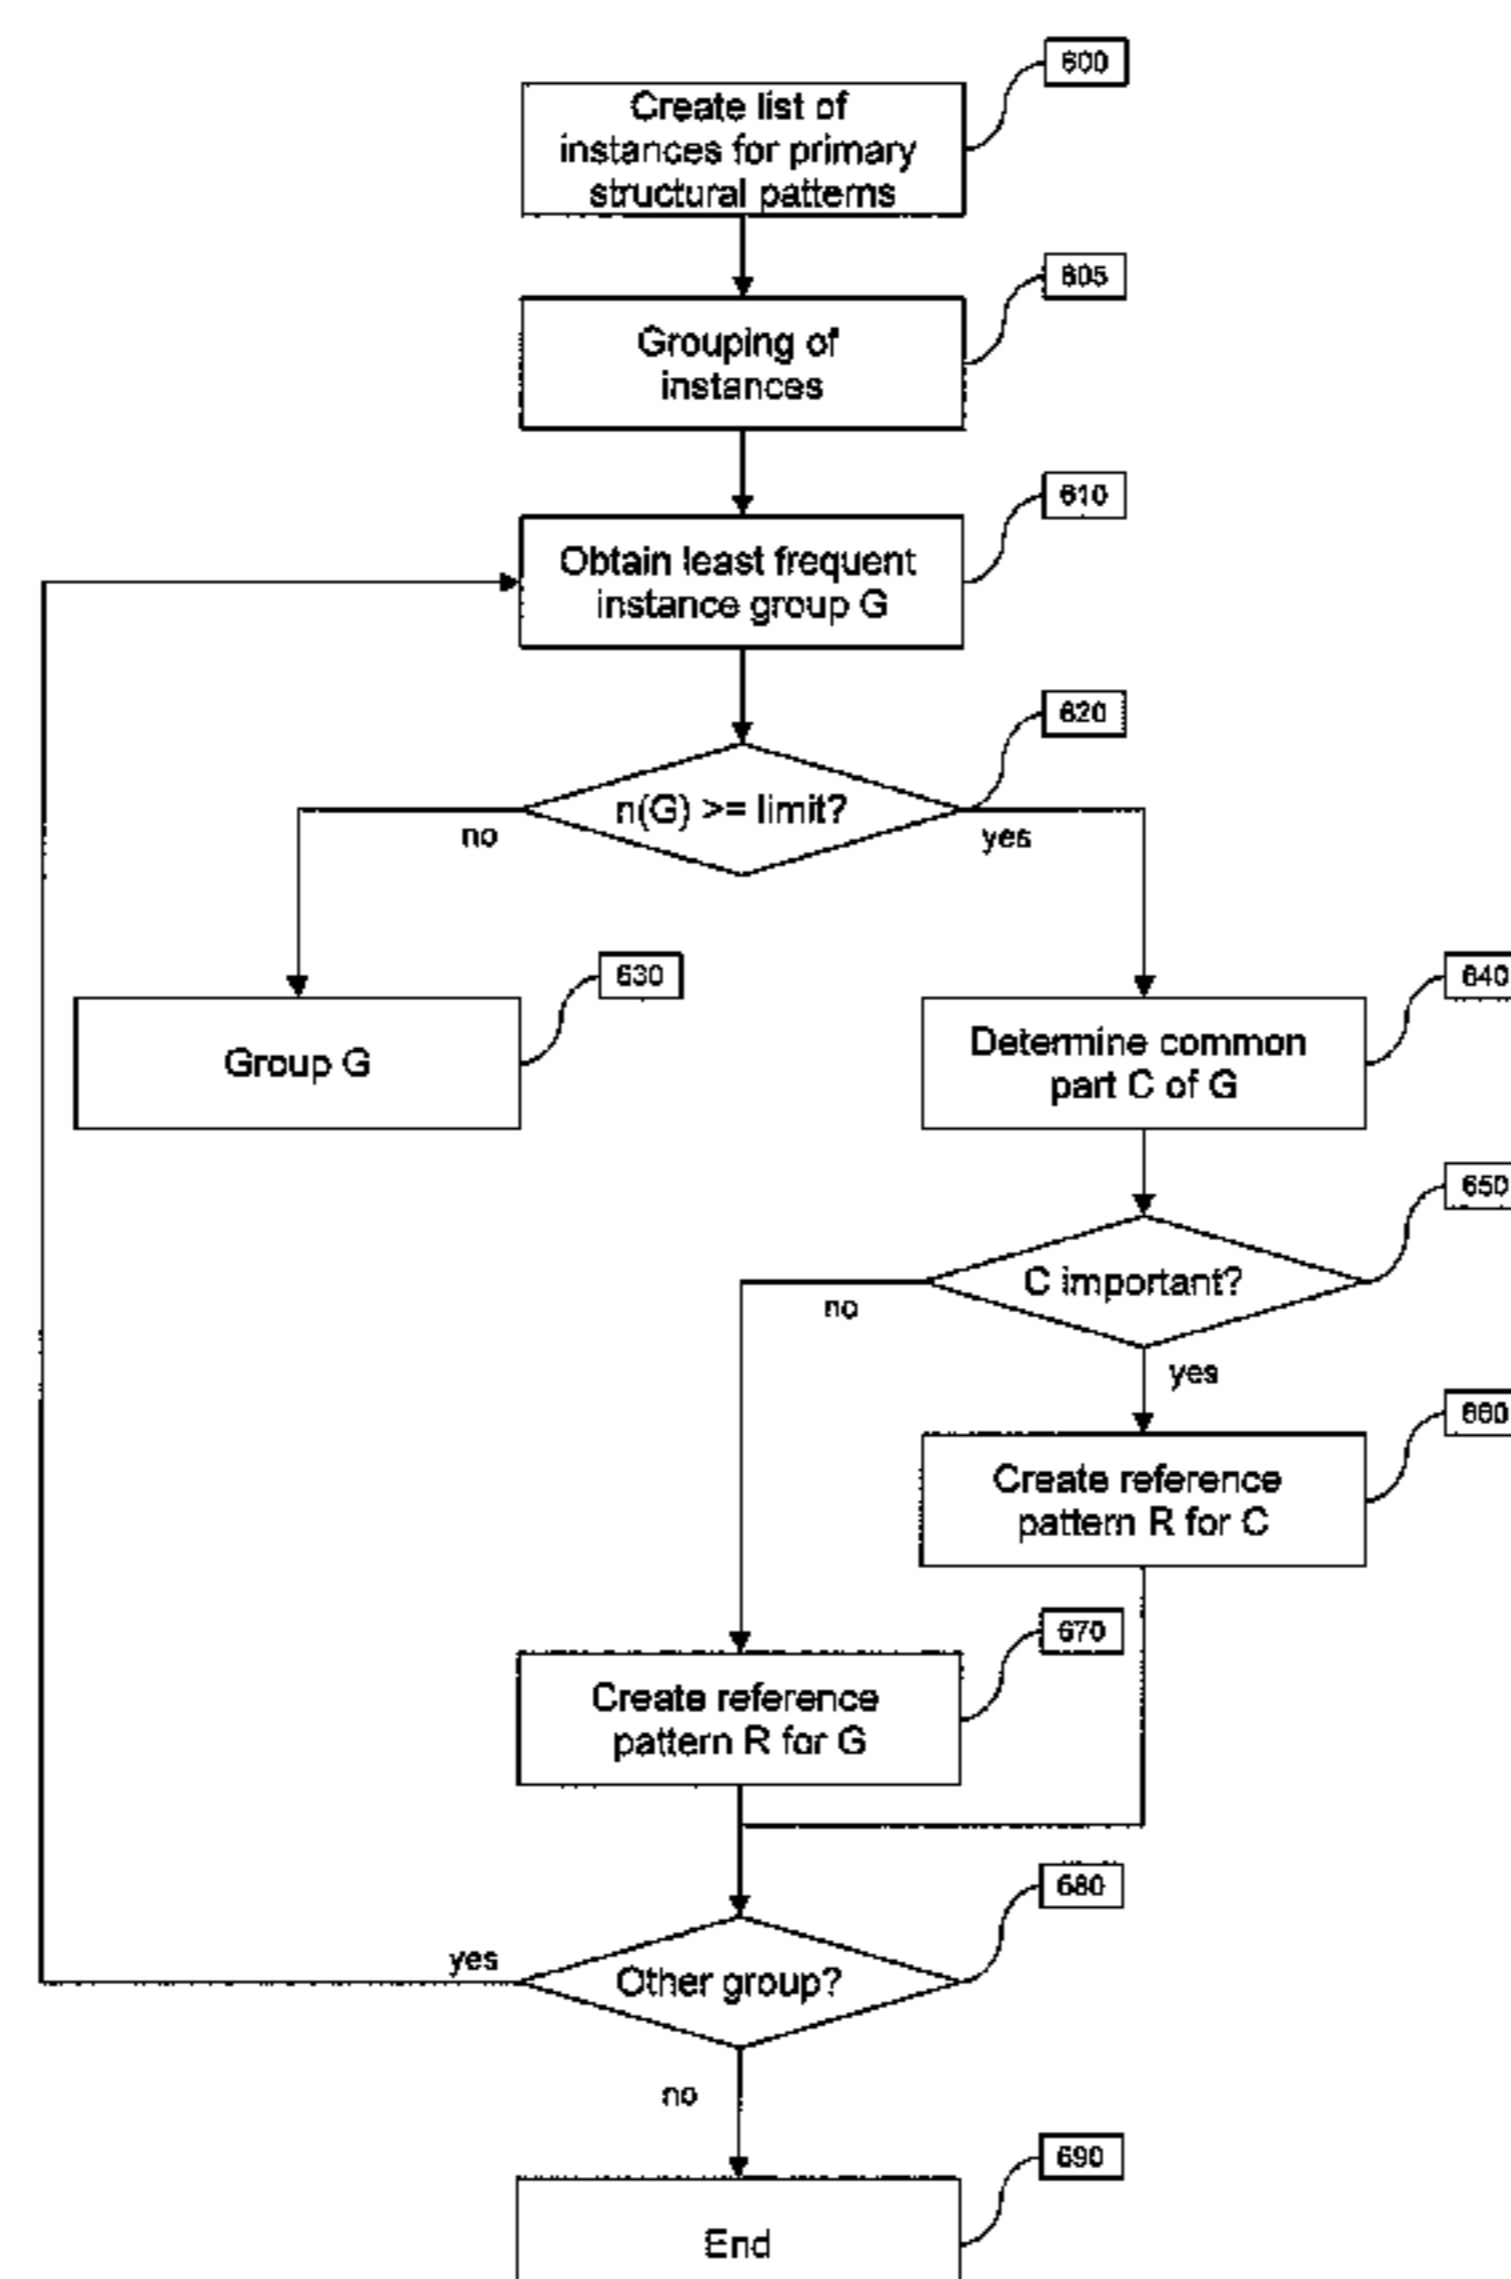 600
Create list of
instances for primary
structural patterns
605
Grouping of
instances
610
Obtain least frequent
instance group G
620
n(G) >= limit?
no
yes
630
640
Group G
Determine common
part C of G
650
C important?
no
yes
660
Create reference
pattern R for C
670
Create reference
pattern R for G
680
yes
Other group?
no
690
End